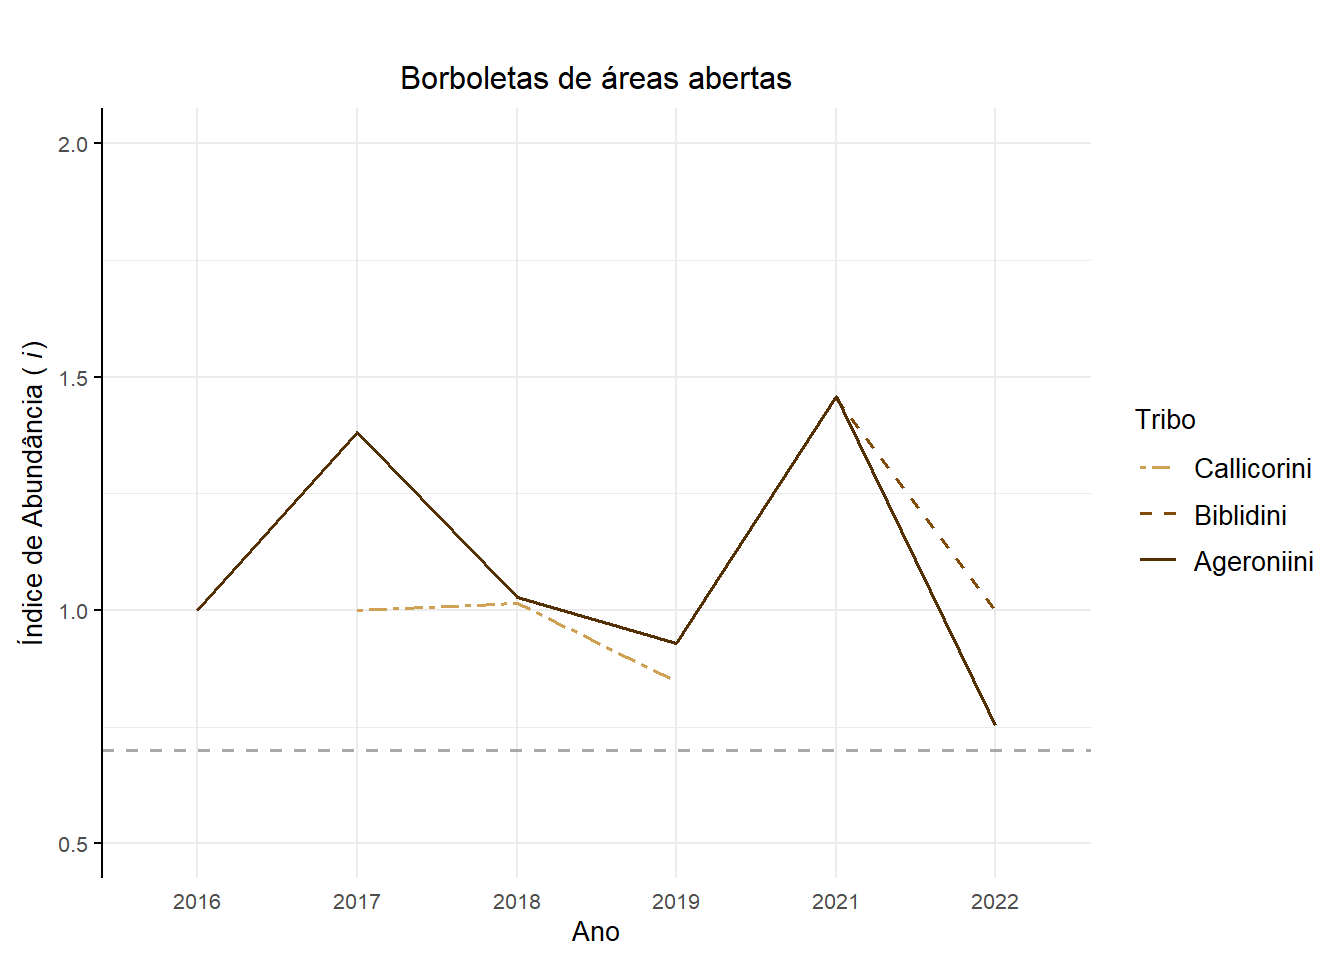 Borboletas de áreas abertas
Índice de Abundância ( i)
2.0
1.5
1.0
0.5
2016 2017 2018 2019 2021 2022
Ano
Tribo
Callicorini
Biblidini
Ageroniini